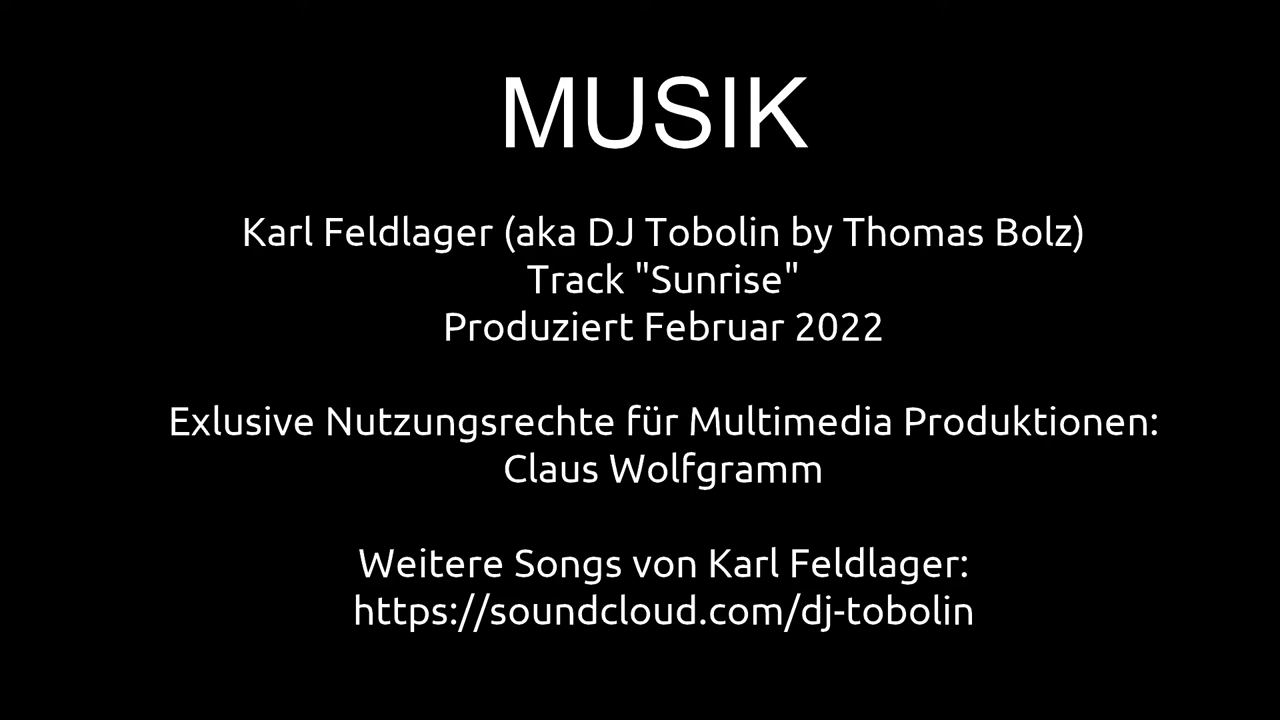 MUSIK
Karl Feldlager (aka DJ Tobolin by Thomas Bolz)
Track "Sunrise"
Produziert Februar 2022
Exlusive Nutzungsrechte für Multimedia Produktionen:
Claus Wolfgramm
Weitere Songs von Karl Feldlager:
https://soundcloud.com/dj-tobolin